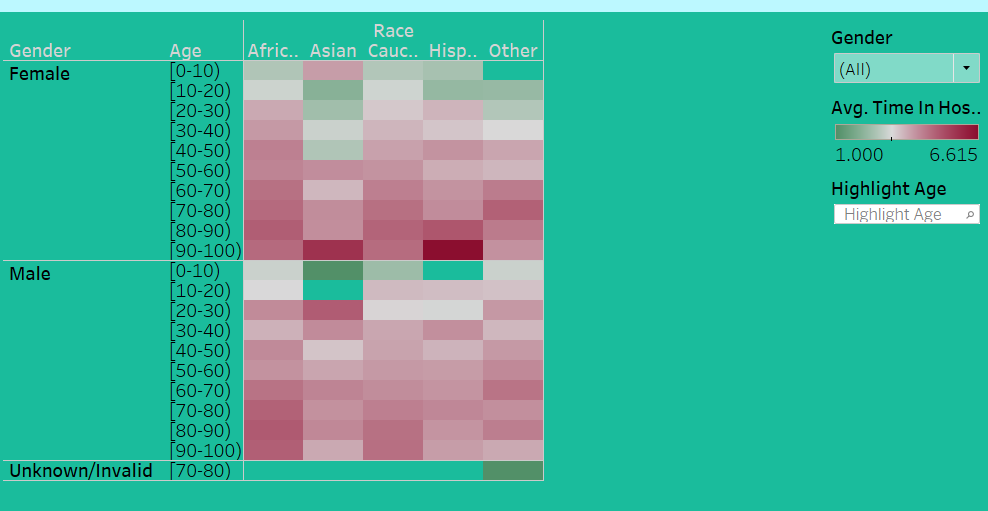 Race
Gender Age Afric.. Asian Cauc.. Hisp.. Other
Female [0-10)
[10-20)
[20-30)
[30-40)
[40-50)
[50-60)
[60-70)
[70-80)
[80-90)
[90-100)
Male [0-10)
[10-20)
[20-30)
[30-40)
[40-50)
[50-60)
[60-70)
[70-80)
[80-90)
[90-100)
Unknown/Invalid [70-80)
Gender
(All)
Avg. Time In Hos..
1.000 6.615
Highlight Age
Highlight Age